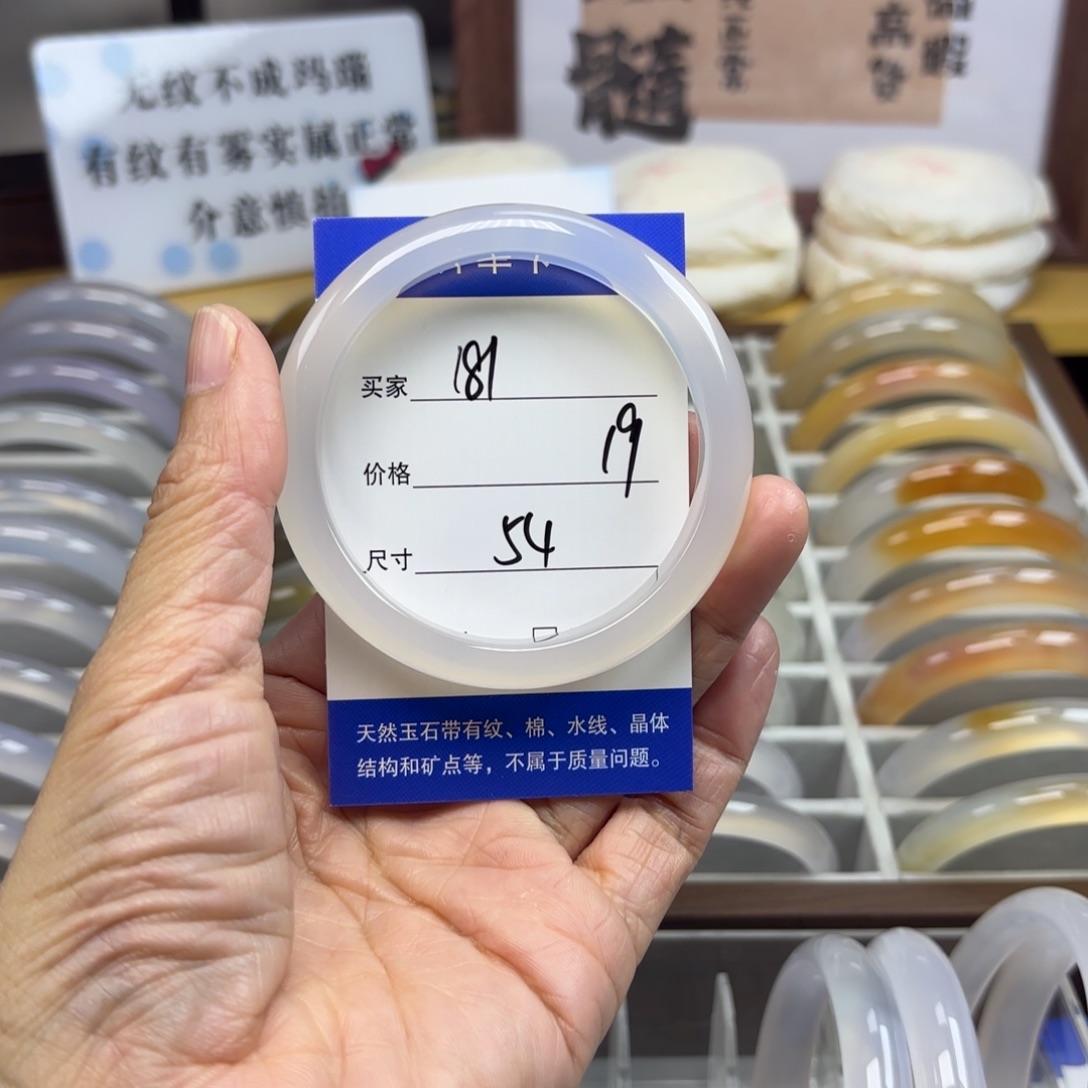 无纹不成玛瑙
有纹有雾实属正常
介意慎拍
髓
买家 181
价格 19
尺寸 54
天然玉石带有纹、棉、水线、晶体
结构和矿点等，不属于质量问题。